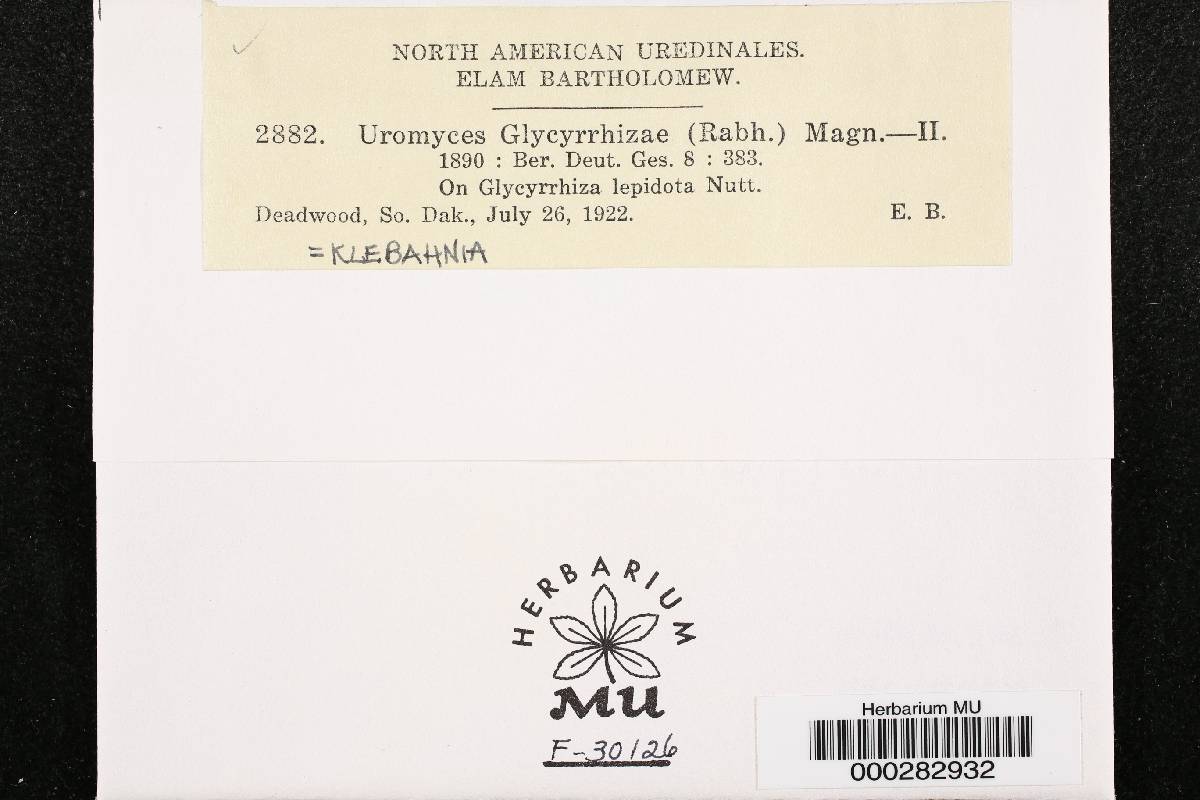 NORTH AMERICAN UREDINALES.
ELAM BARTHOLOMEW.
2882. Uromyces Glycyrrhizae (Rabh.) Magn.—II.
1890 : Ber. Deut. Ges. 8 : 383.
On Glycyrrhiza lepidota Nutt.
Deadwood, So. Dak., July 26, 1922. E. B.
=KLEBAHNIA
HERBARIUM
MU
F-30126
Herbarium MU
000282932